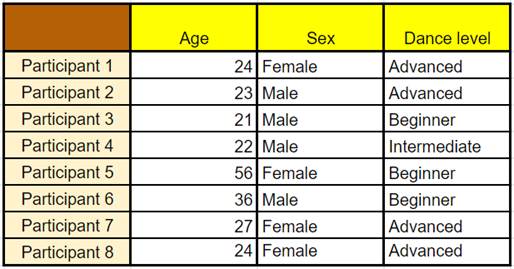 Age Sex Dance level
Participant 1 24 Female Advanced
Participant 2 23 Male Advanced
Participant 3 21 Male Beginner
Participant 4 22 Male Intermediate
Participant 5 56 Female Beginner
Participant 6 36 Male Beginner
Participant 7 27 Female Advanced
Participant 8 24 Female Advanced